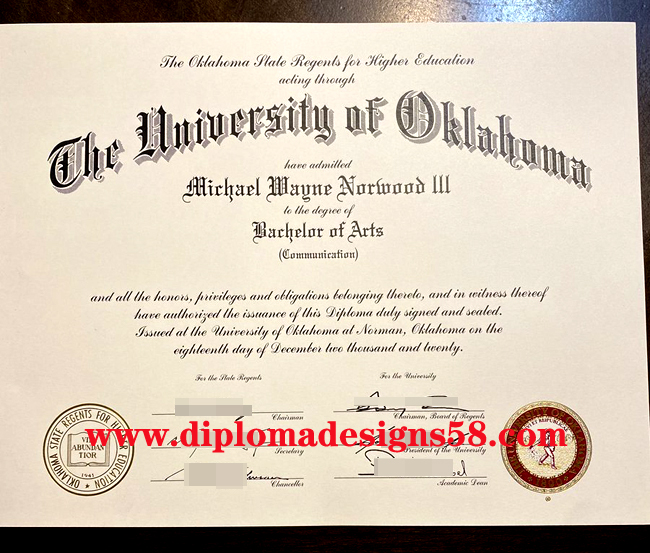 The Oklahoma State Regents for Higher Education
acting through
The University of Oklahoma
have admitted
Michael Wayne Norwood III
to the degree of
Bachelor of Arts
(Communication)
and all the honors, privileges and obligations belonging thereto, and in witness thereof
have authorized the issuance of this Diploma duly signed and sealed.
Issued at the University of Oklahoma at Norman, Oklahoma on the
eighteenth day of December two thousand and twenty.
For the State Regents
For the University
Chairman
Chairman, Board of Regents
www.diplomadesigns58.com
Secretary
President of the University
Chancellor
Academic Dean
OKLAHOMA STATE REGENTS FOR HIGHER EDUCATION
VIT
ABUNDAN
TIOR
1941